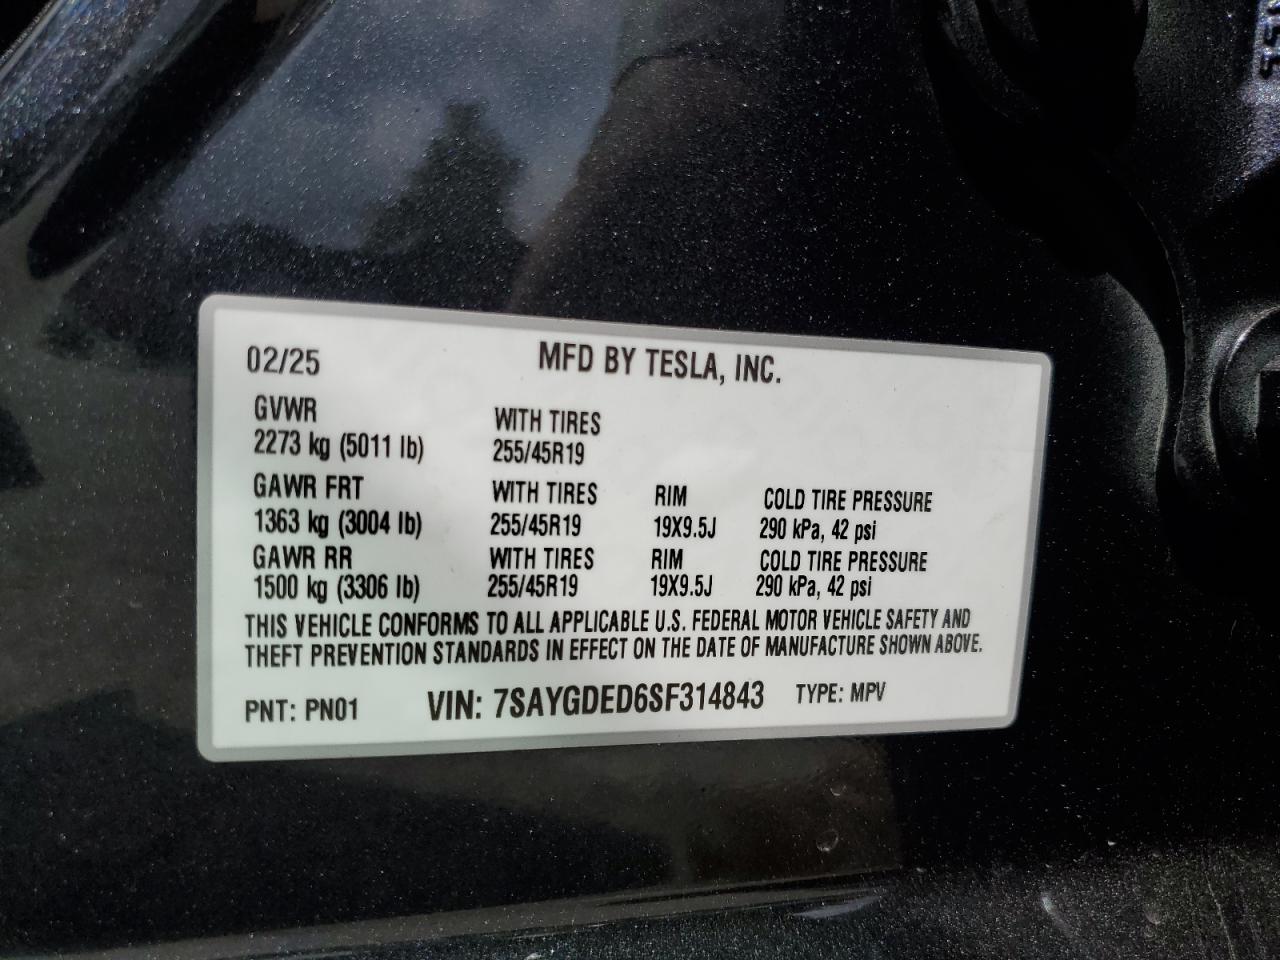 02/25 MFD BY TESLA, INC.
GVWR WITH TIRES
2273 kg (5011 lb) 255/45R19
GAWR FRT WITH TIRES RIM COLD TIRE PRESSURE
1363 kg (3004 lb) 255/45R19 19X9.5J 290 kPa, 42 psi
GAWR RR WITH TIRES RIM COLD TIRE PRESSURE
1500 kg (3306 lb) 255/45R19 19X9.5J 290 kPa, 42 psi
THIS VEHICLE CONFORMS TO ALL APPLICABLE U.S. FEDERAL MOTOR VEHICLE SAFETY AND
THEFT PREVENTION STANDARDS IN EFFECT ON THE DATE OF MANUFACTURE SHOWN ABOVE.
PNT: PN01 VIN: 7SAYGDED6SF314843 TYPE: MPV